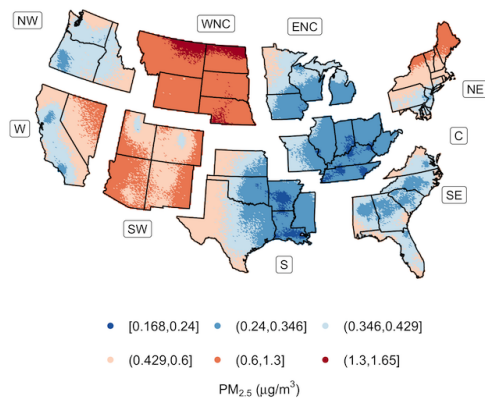 NW
WNC
ENC
NE
W
C
SW
SE
S
[0.168,0.24]
(0.24,0.346]
(0.346,0.429]
(0.429,0.6]
(0.6,1.3]
(1.3,1.65]
PM2.5 (μg/m³)